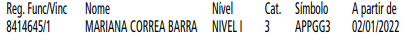 Reg. Func/Vinc Nome Nível Cat. Símbolo A partir de
8414645/1 MARIANA CORREA BARRA NIVEL I 3 APPGG3 02/01/2022